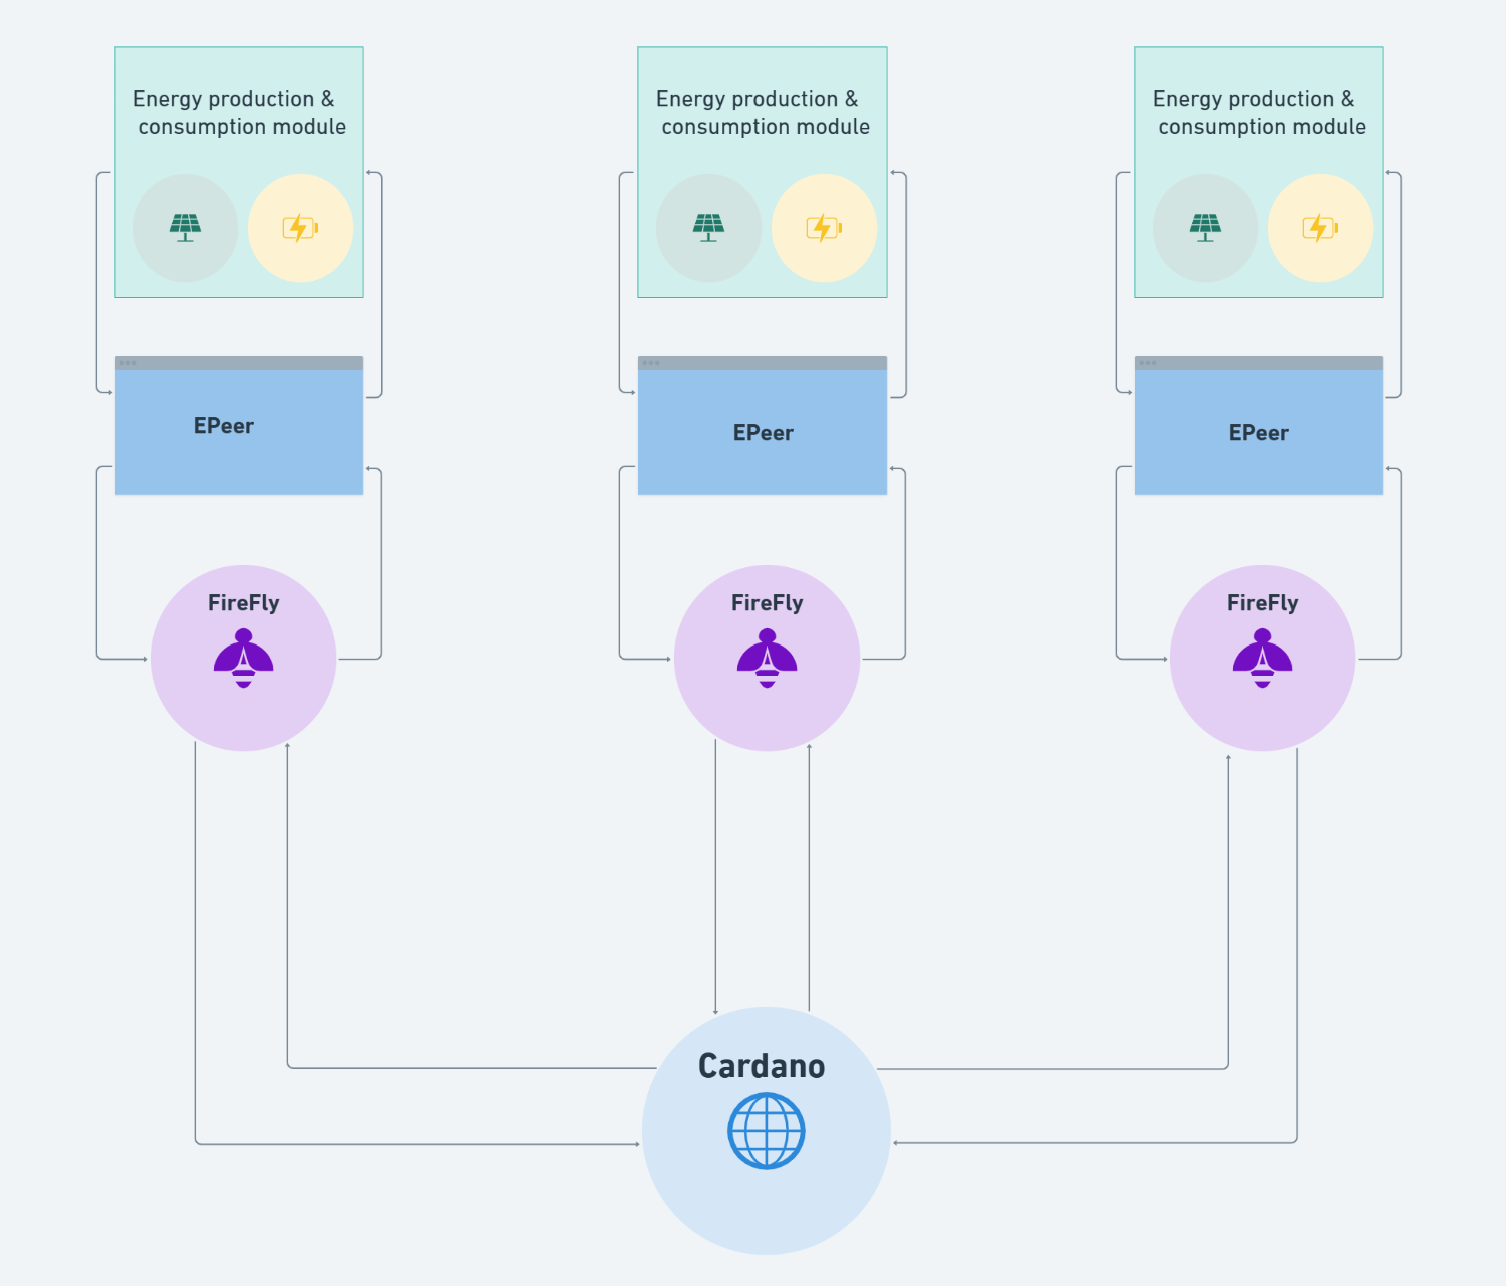 Energy production &
consumption module
Energy production &
consumption module
Energy production &
consumption module
EPeer
EPeer
EPeer
FireFly
FireFly
FireFly
Cardano